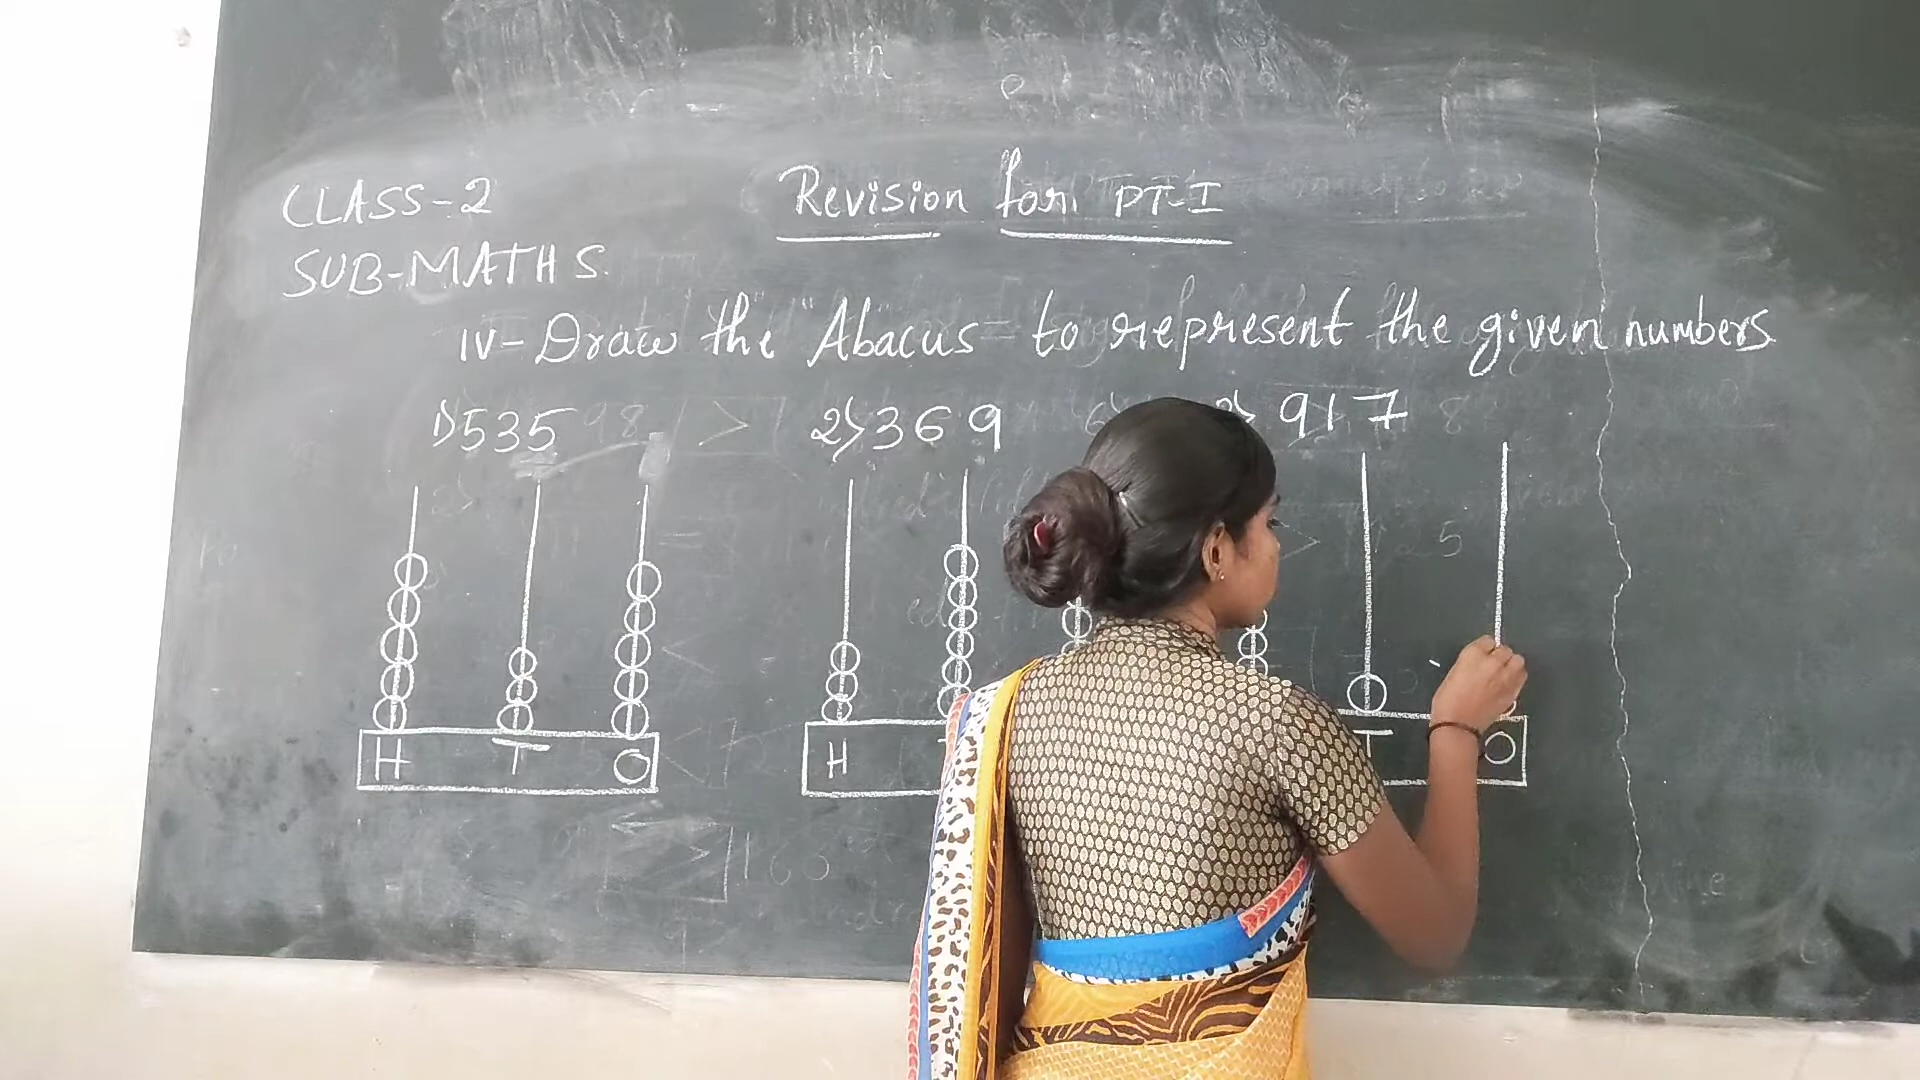 CLASS-2
Revision for PT-I
SUB-MATHS.
IV- Draw the "Abacus" to represent the given numbers
1) 535 2) 369 917
H T O H T O